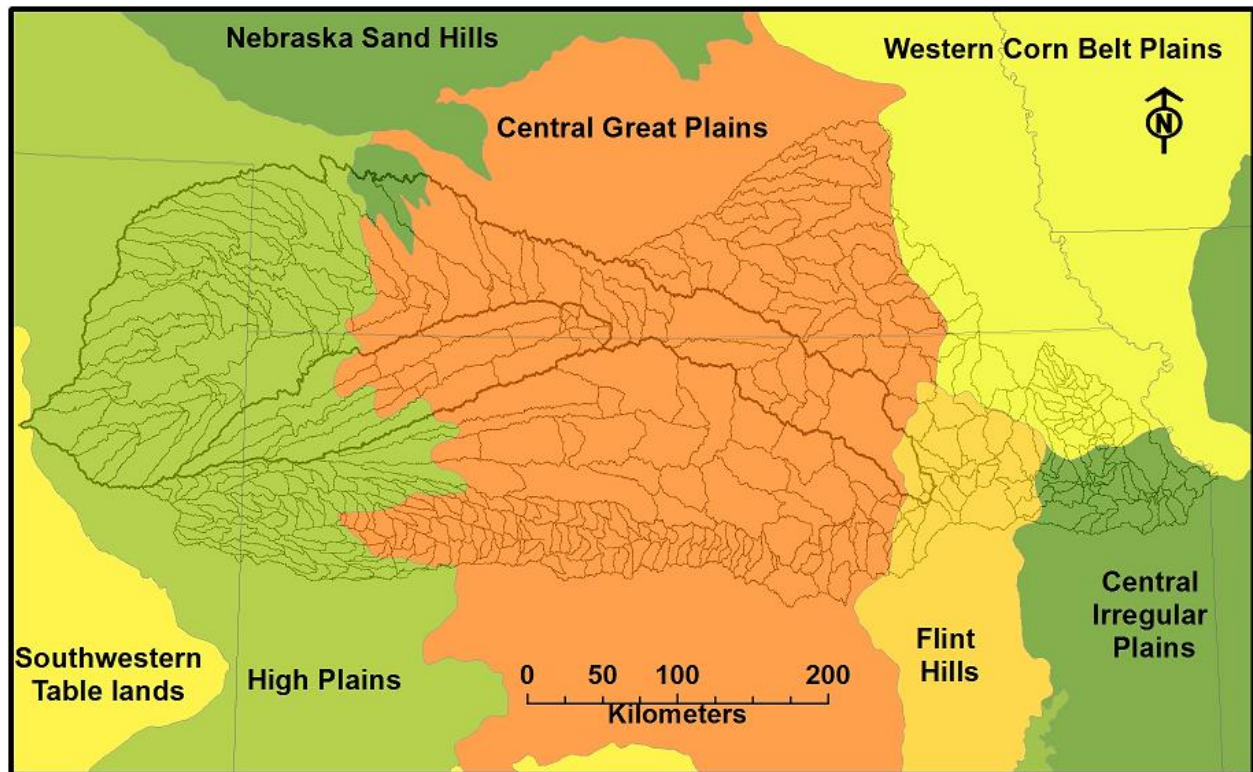 Nebraska Sand Hills
Western Corn Belt Plains
N
Central Great Plains
Southwestern
Table lands
High Plains
0 50 100 200
Kilometers
Flint
Hills
Central
Irregular
Plains